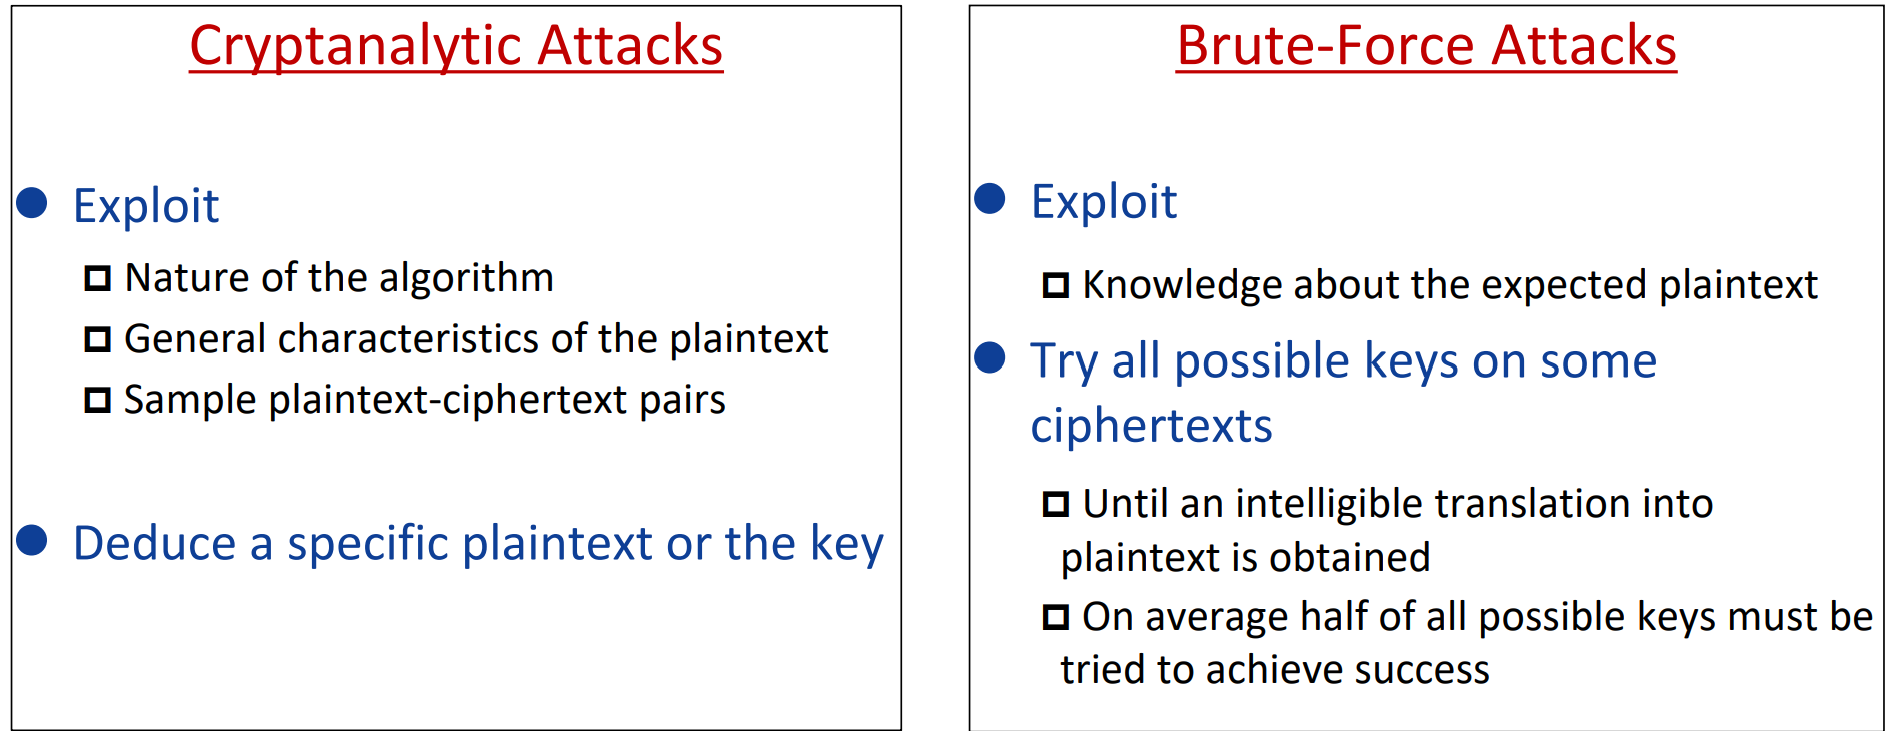 Cryptanalytic Attacks
Exploit
Nature of the algorithm
General characteristics of the plaintext
Sample plaintext-ciphertext pairs
Deduce a specific plaintext or the key
Brute-Force Attacks
Exploit
Knowledge about the expected plaintext
Try all possible keys on some
ciphertexts
Until an intelligible translation into
plaintext is obtained
On average half of all possible keys must be
tried to achieve success